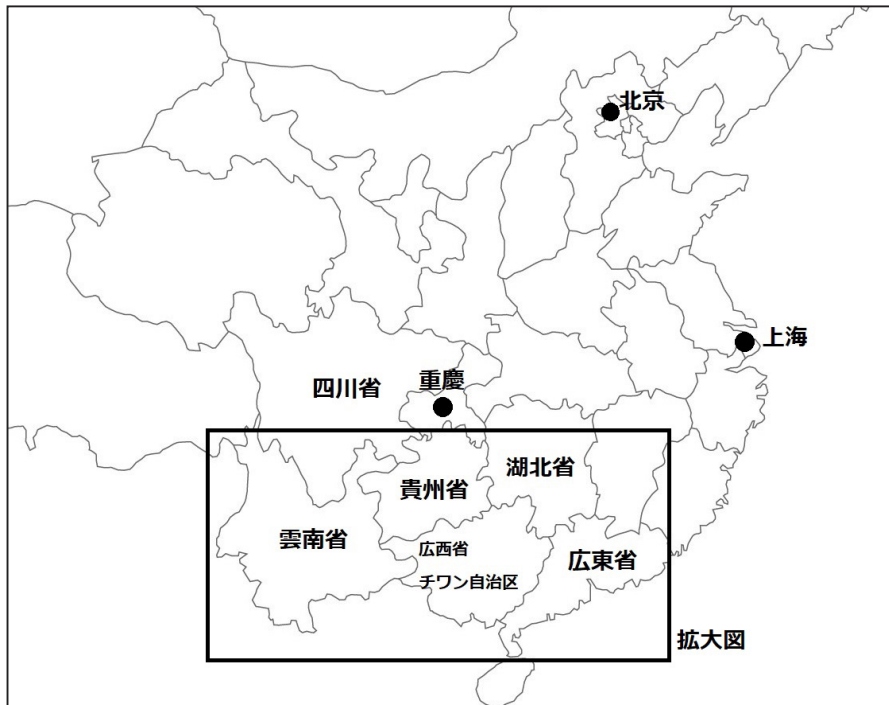 北京
上海
重慶
四川省
湖北省
貴州省
雲南省
広西省
チワン自治区
広東省
拡大図